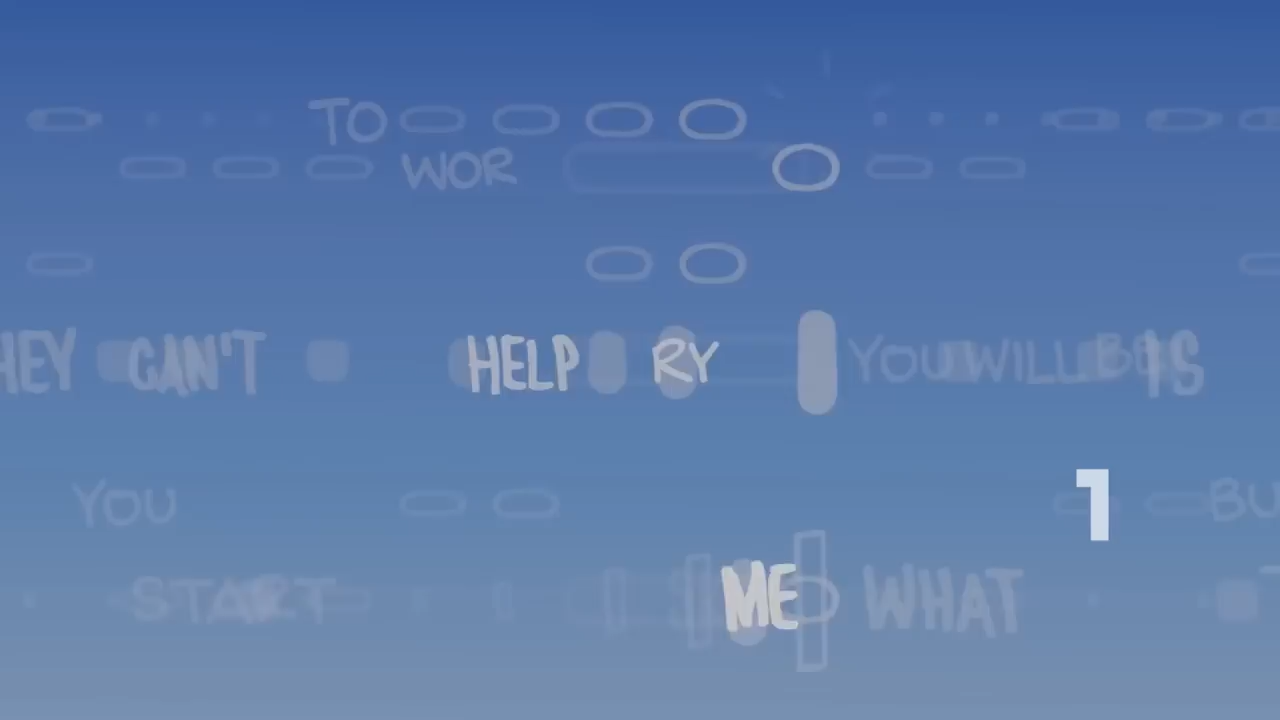 TO
WOR
HEY CAN'T HELP RY YOU WILL BE IS
YOU 1 BU
START ME WHAT